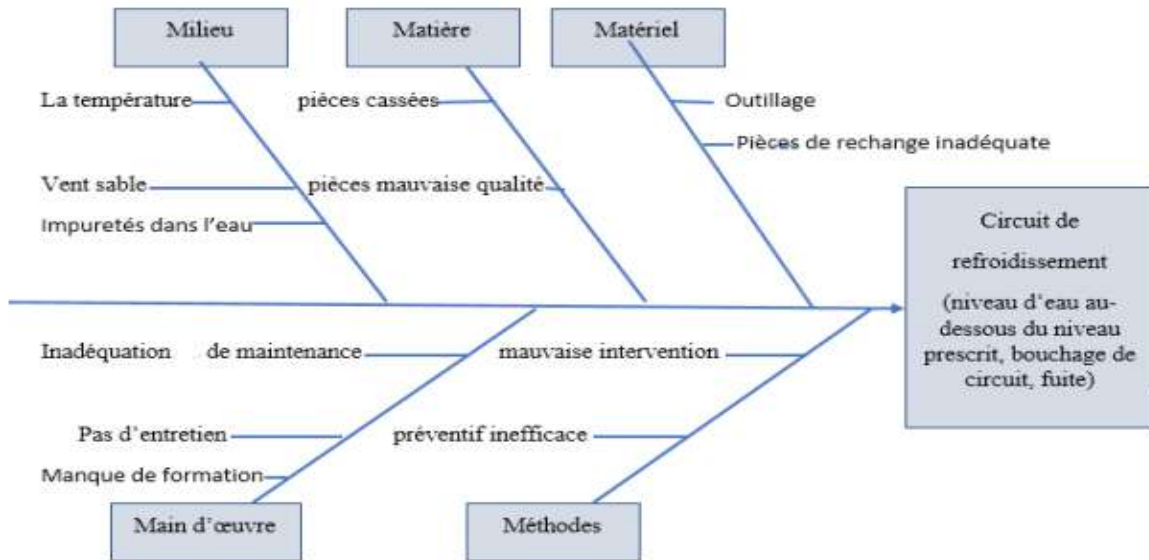 Milieu
Matière
Matériel
La température
pièces cassées
Outillage
Pièces de rechange inadéquate
Vent sable
pièces mauvaise qualité
Impuretés dans l'eau
Circuit de
refroidissement
(niveau d'eau au-
dessous du niveau
prescrit, bouchage de
circuit, fuite)
Inadéquation de maintenance
mauvaise intervention
Pas d'entretien
préventif inefficace
Manque de formation
Main d'œuvre
Méthodes